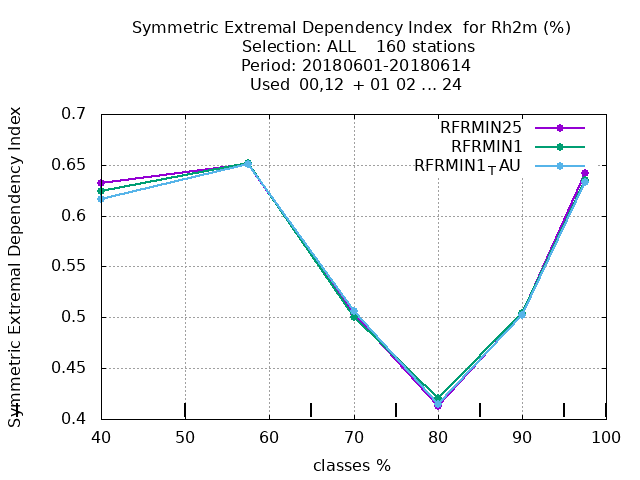 Symmetric Extremal Dependency Index for Rh2m (%)
Selection: ALL 160 stations
Period: 20180601-20180614
Used 00,12 + 01 02 ... 24
Symmetric Extremal Dependency Index
0.7
0.65
0.6
0.55
0.5
0.45
0.4
RFRMIN25
RFRMIN1
RFRMIN1TAU
40
50
60
70
80
90
100
classes %